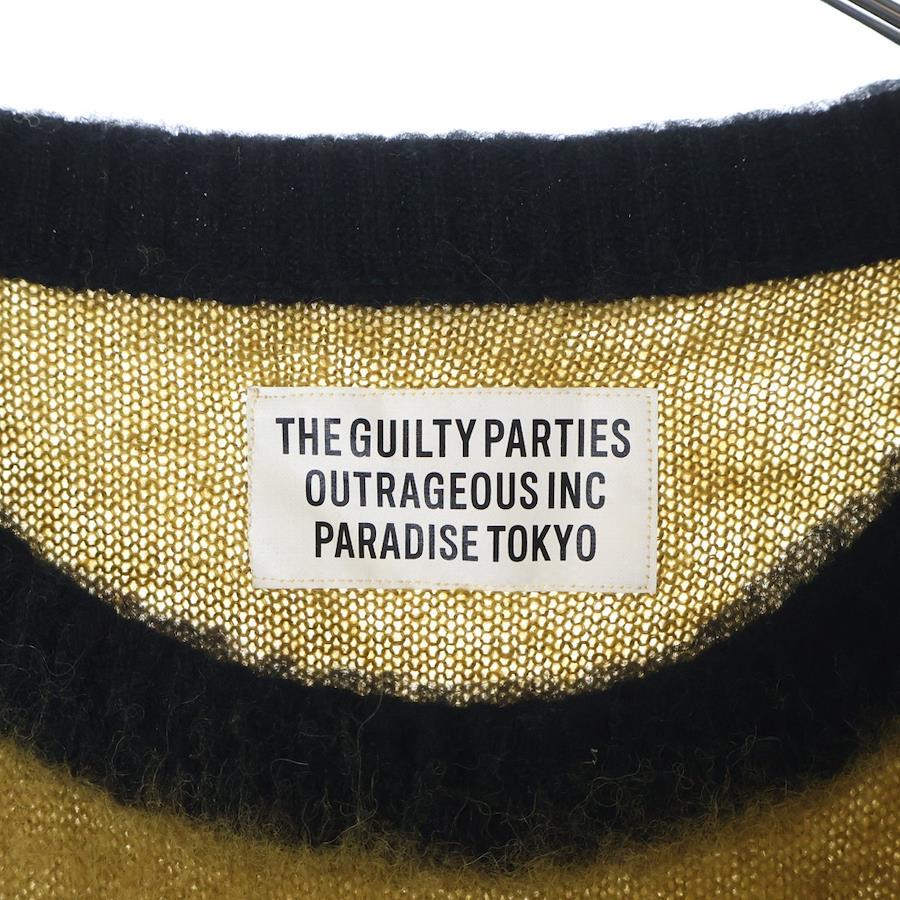 THE GUILTY PARTIES
OUTRAGEOUS INC
PARADISE TOKYO